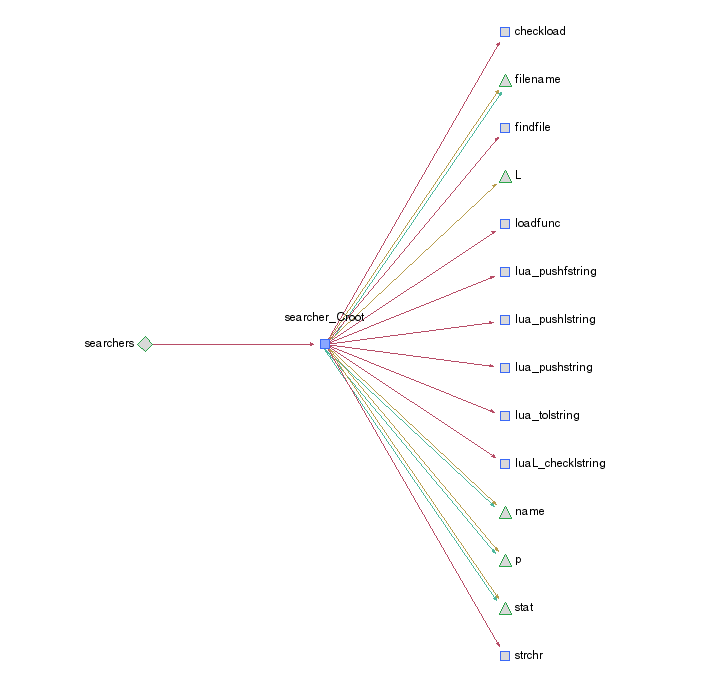 checkload
filename
findfile
L
loadfunc
lua_pushfstring
searcher_Croot
lua_pushlstring
searchers
lua_pushstring
lua_tolstring
luaL_checklstring
name
p
stat
strchr